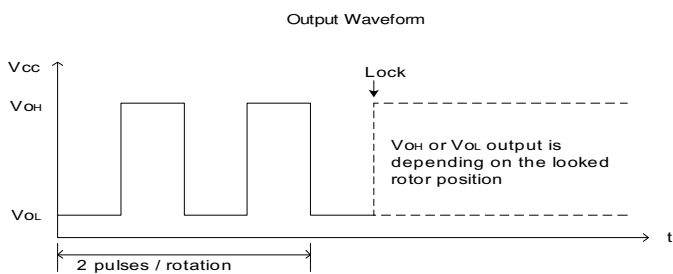 Output Waveform
Vcc
Lock
VOH
VOH or VOL output is
depending on the looked
rotor position
VOL
t
2 pulses / rotation